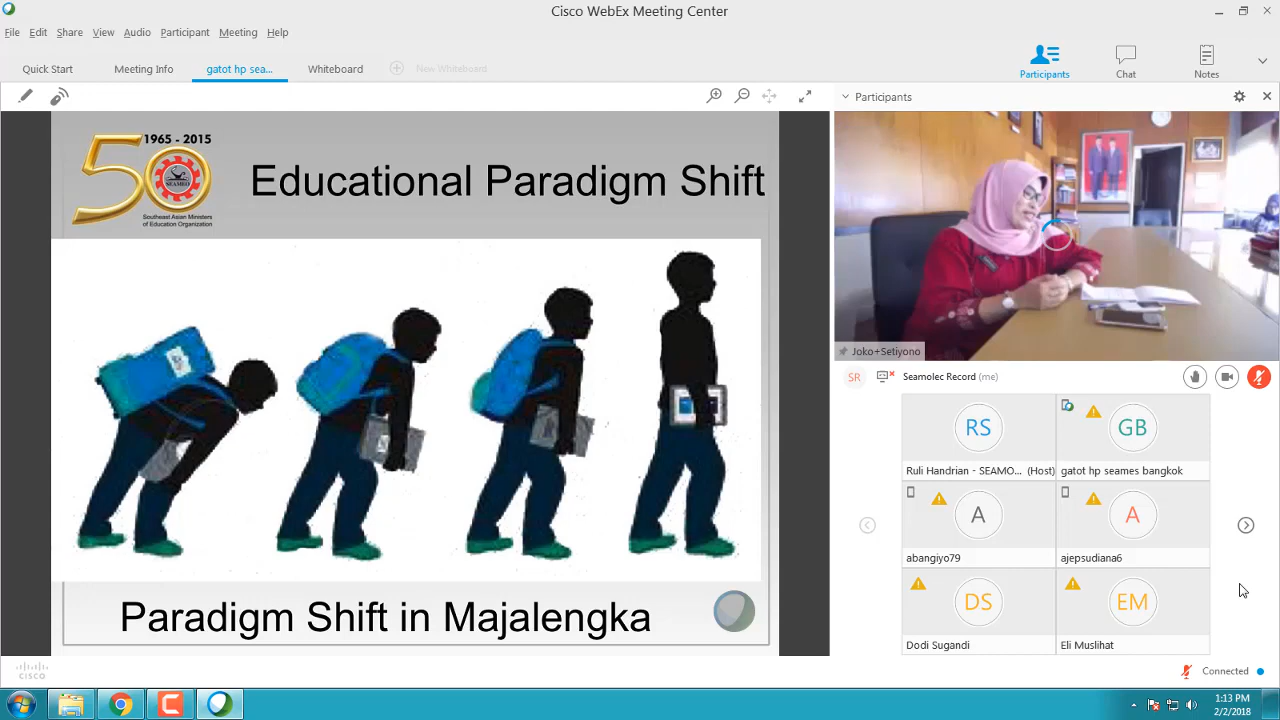 Cisco WebEx Meeting Center
File Edit Share View Audio Participant Meeting Help
Quick Start
Meeting Info
gatot hp sea...
Whiteboard
New Whiteboard
Participants
Chat
Notes
Participants
1965 - 2015
50
SEAMEO
Southeast Asian Ministers
of Education Organization
Educational Paradigm Shift
Paradigm Shift in Majalengka
Joko+Setiyono
SR
Seamolec Record (me)
RS
GB
Ruli Handrian - SEAMO... (Host)
gatot hp seames bangkok
A
A
abangiyo79
ajepsudiana6
DS
EM
Dodi Sugandi
Eli Muslihat
cisco
Connected
1:13 PM
2/2/2018